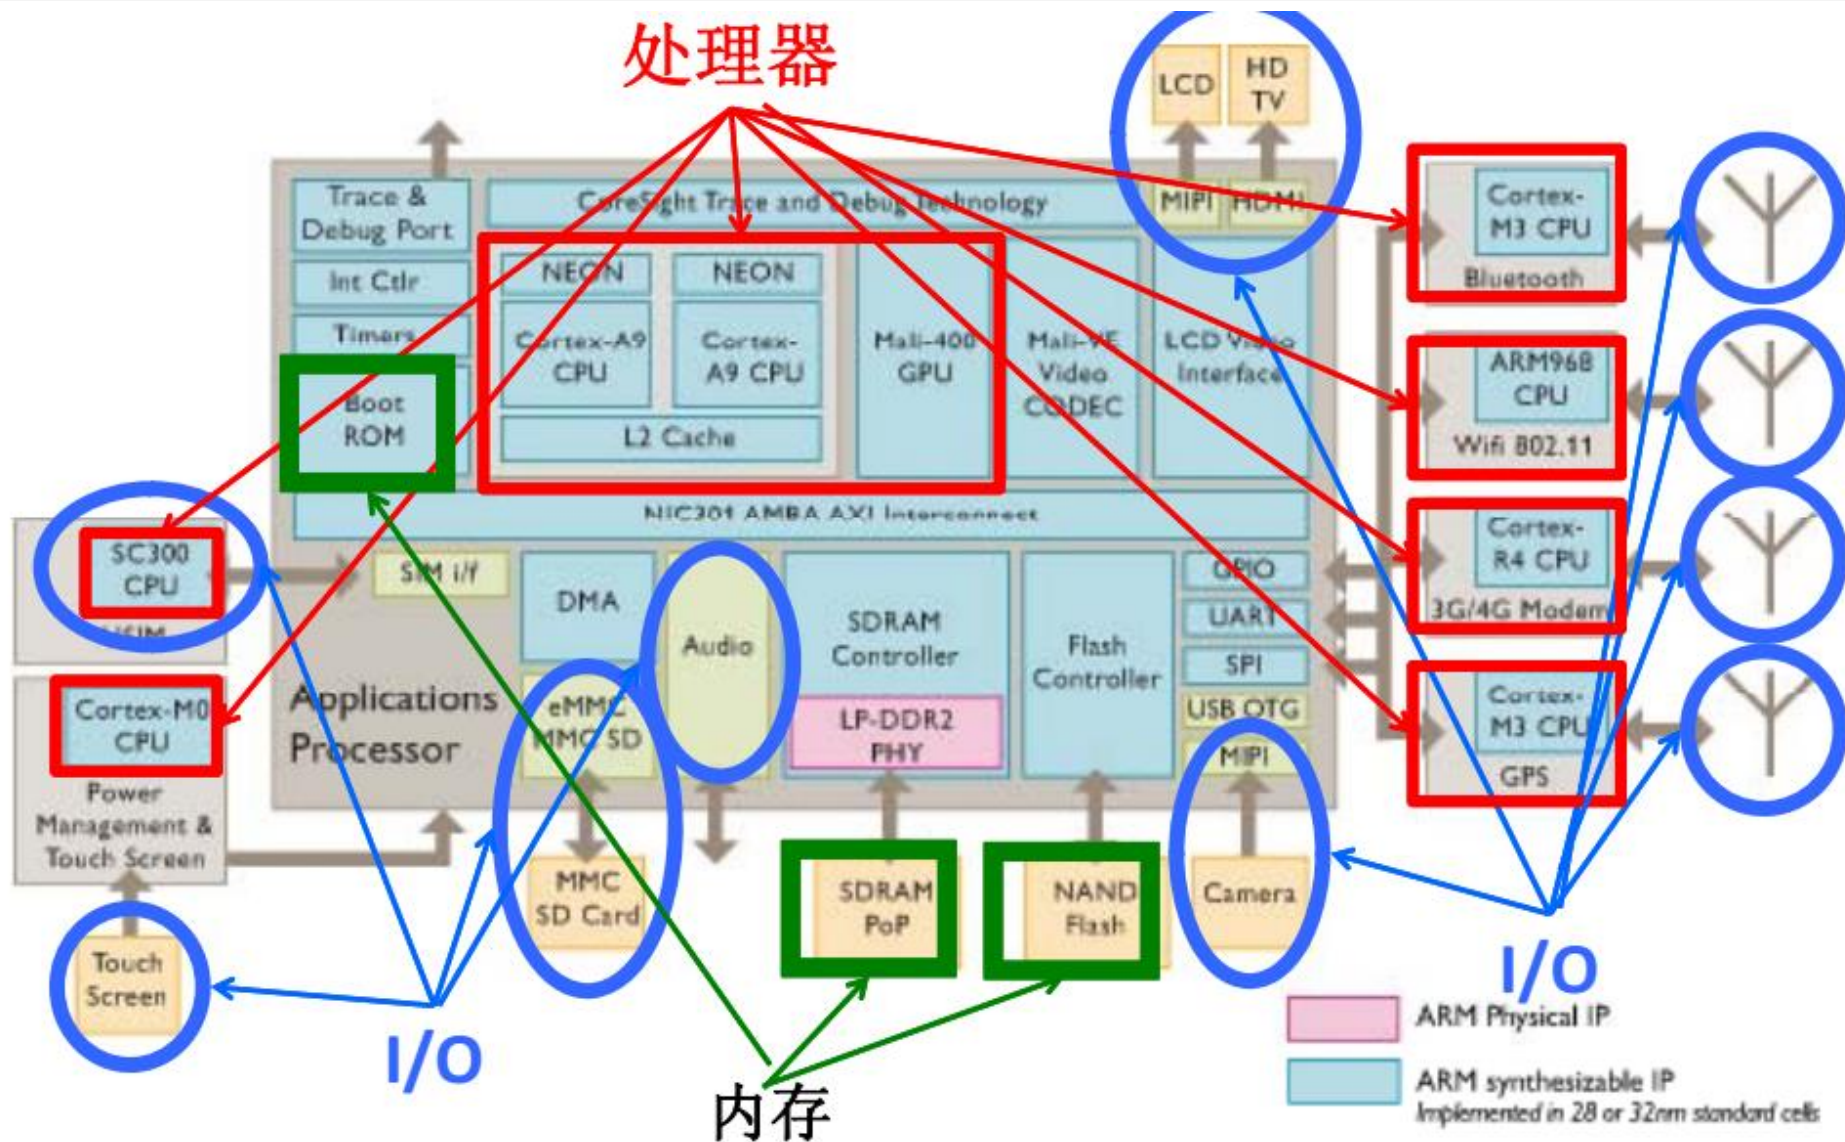 处理器
LCD
HD
TV
Trace &
Debug Port
CoreSight Trace and Debug Technology
MIPI
HDMI
Cortex-
M3 CPU
Bluetooth
Int Ctlr
NEON
NEON
Timers
Cortex-A9
CPU
Cortex-
A9 CPU
Mali-400
GPU
Mali-VE
Video
CODEC
LCD Video
Interface
ARM968
CPU
Wifi 802.11
Boot
ROM
L2 Cache
NIC301 AMBA AXI Interconnect
SC300
CPU
USIM
SIM i/f
DMA
Audio
SDRAM
Controller
Flash
Controller
GPIO
UART
SPI
USB OTG
MIPI
Cortex-
R4 CPU
3G/4G Modem
Cortex-M0
CPU
Applications
Processor
eMMC
MMC SD
LP-DDR2
PHY
Cortex-
M3 CPU
GPS
Power
Management &
Touch Screen
MMC
SD Card
SDRAM
PoP
NAND
Flash
Camera
Touch
Screen
I/O
I/O
内存
ARM Physical IP
ARM synthesizable IP
Implemented in 28 or 32nm standard cells